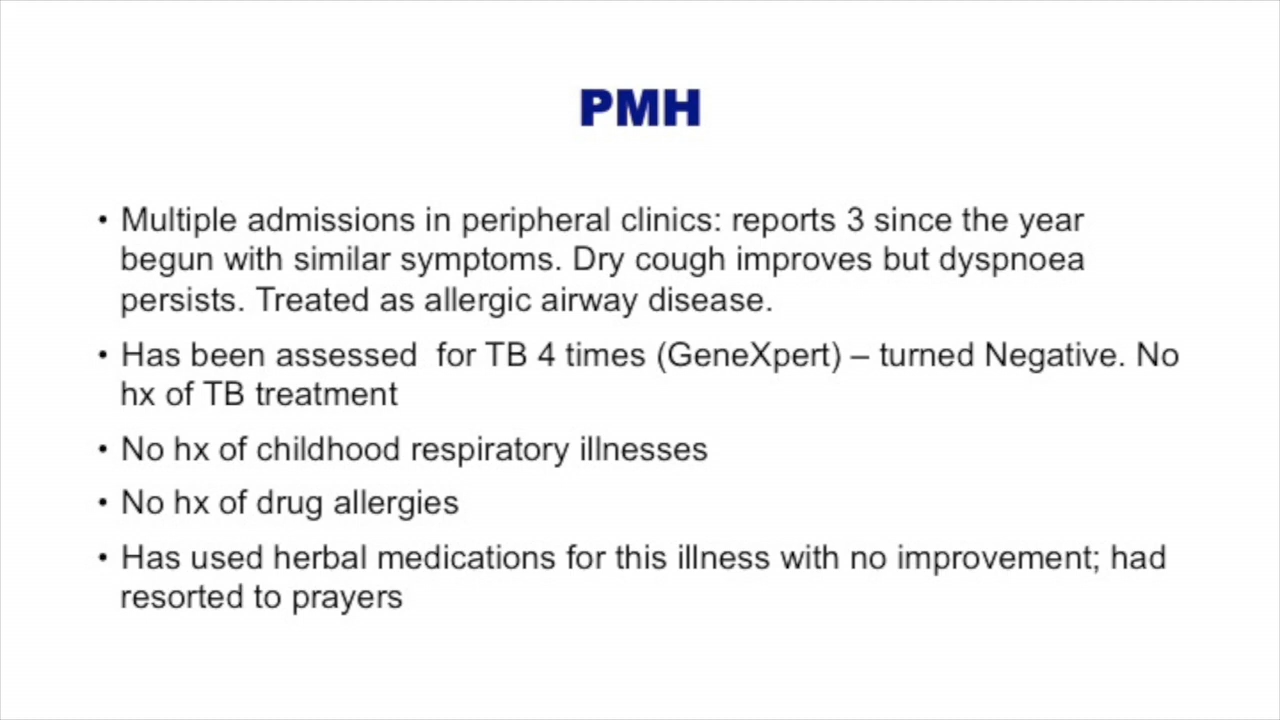 PMH
• Multiple admissions in peripheral clinics: reports 3 since the year
begun with similar symptoms. Dry cough improves but dyspnoea
persists. Treated as allergic airway disease.
• Has been assessed  for TB 4 times (GeneXpert) – turned Negative. No
hx of TB treatment
• No hx of childhood respiratory illnesses
• No hx of drug allergies
• Has used herbal medications for this illness with no improvement; had
resorted to prayers